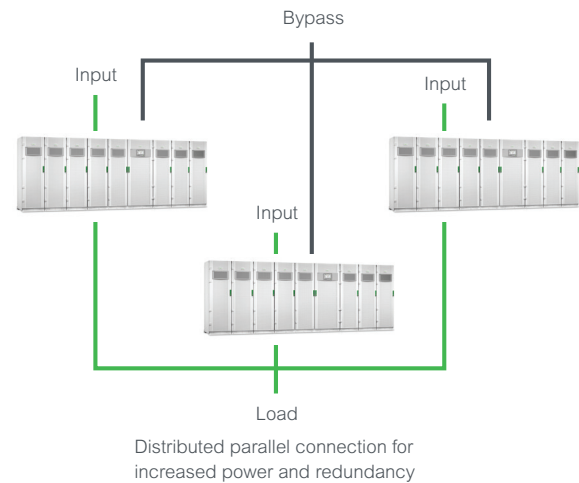 Bypass
Input
Input
Input
Load
Distributed parallel connection for
increased power and redundancy